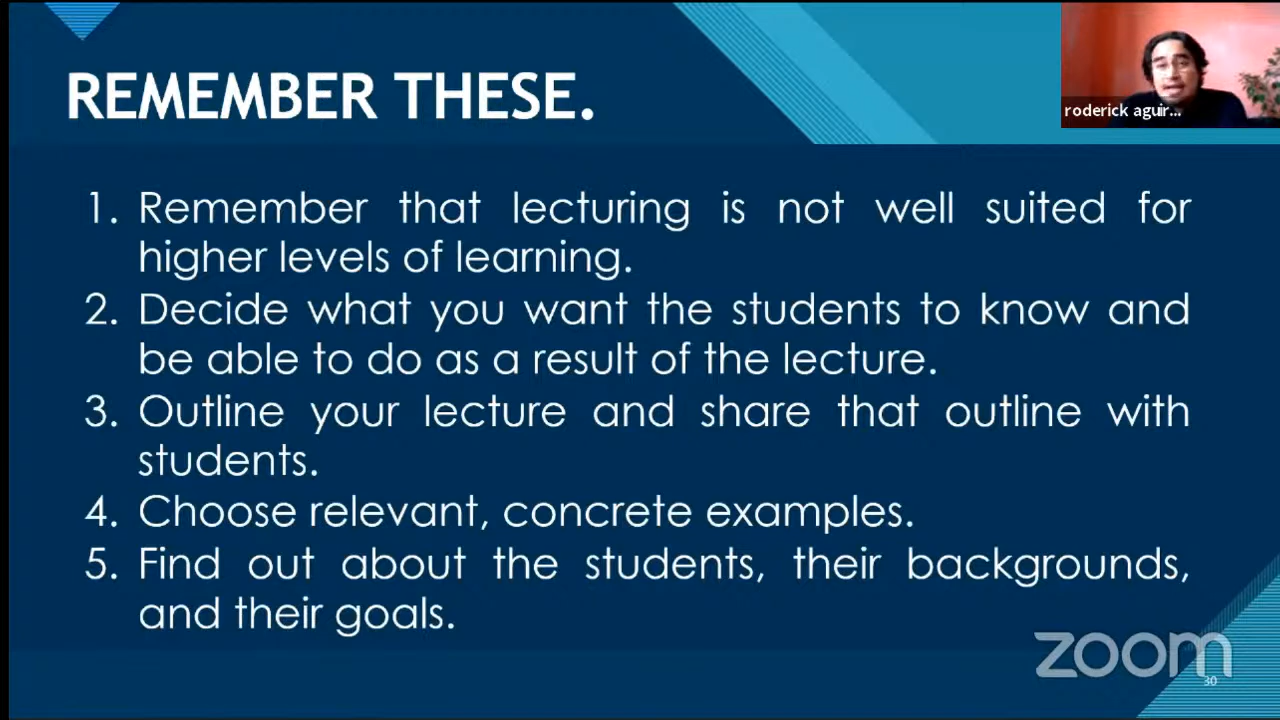 REMEMBER THESE.
roderick aguir...
1. Remember that lecturing is not well suited for
higher levels of learning.
2. Decide what you want the students to know and
be able to do as a result of the lecture.
3. Outline your lecture and share that outline with
students.
4. Choose relevant, concrete examples.
5. Find out about the students, their backgrounds,
and their goals.
zoom
30